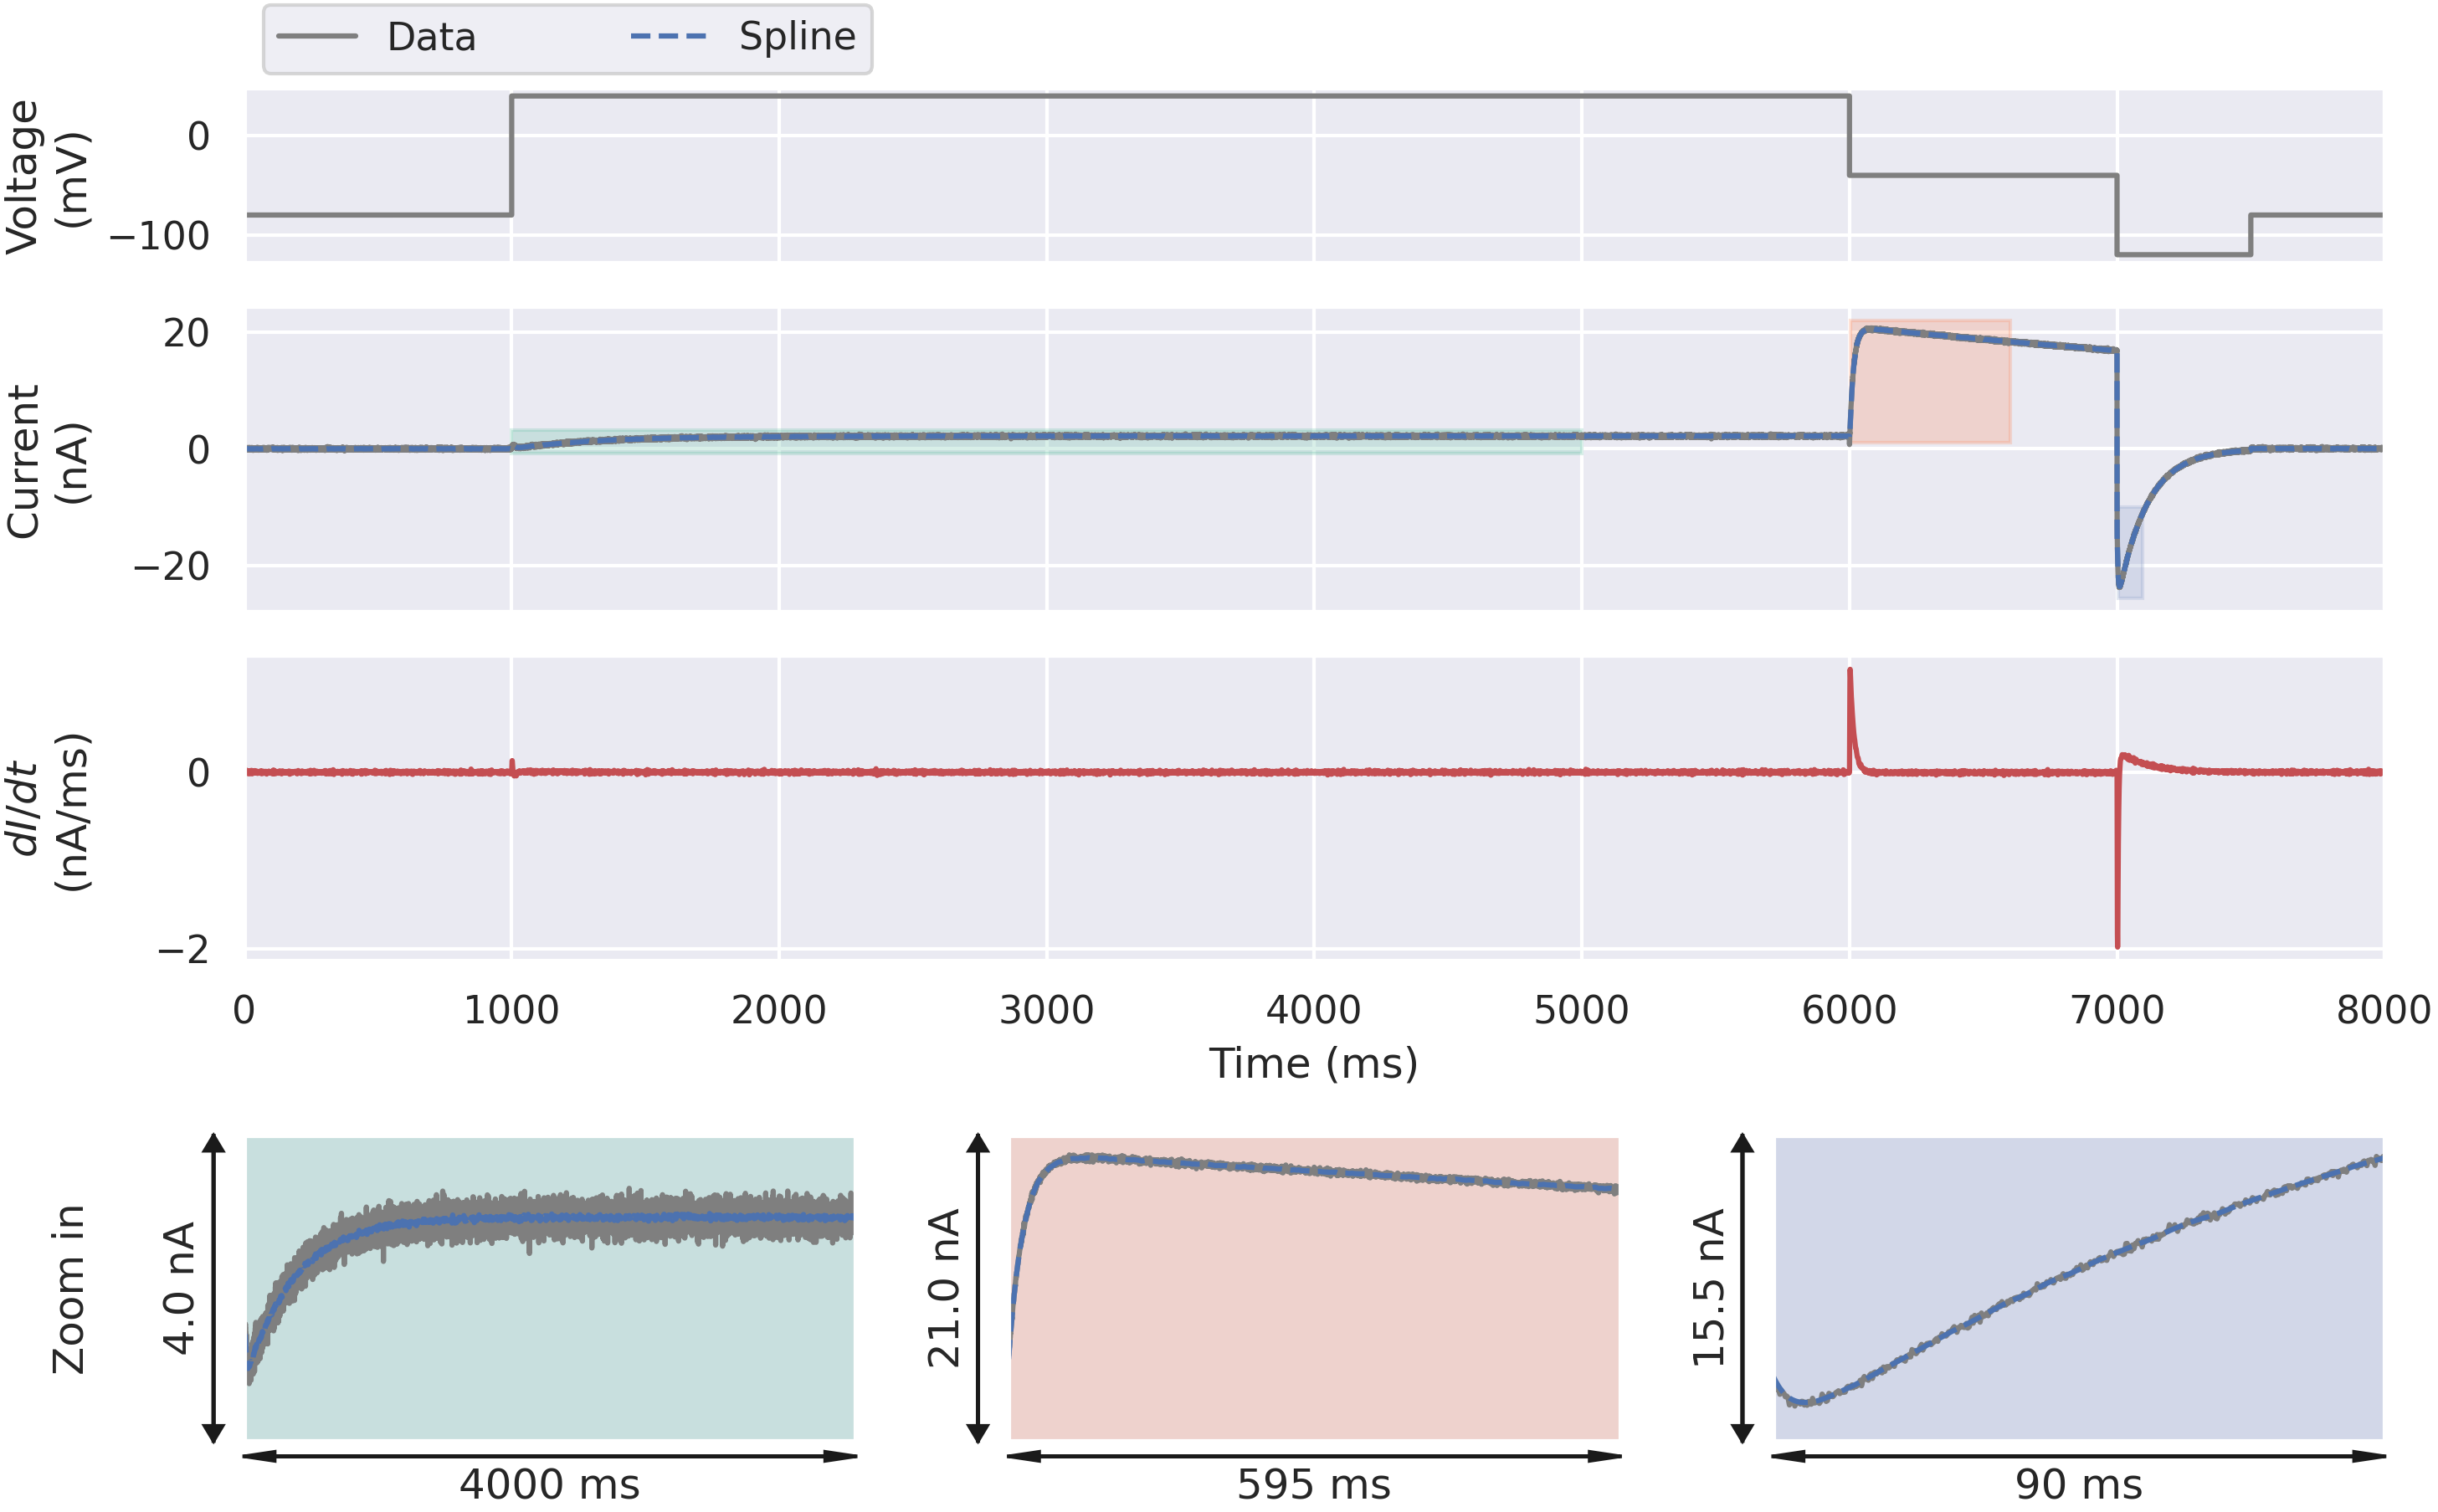 Data
Spline
Voltage
(mV)
0
−100
Current
(nA)
20
0
−20
dI/dt
(nA/ms)
0
−2
0 1000 2000 3000 4000 5000 6000 7000 8000
Time (ms)
Zoom in
4.0 nA
4000 ms
21.0 nA
595 ms
15.5 nA
90 ms